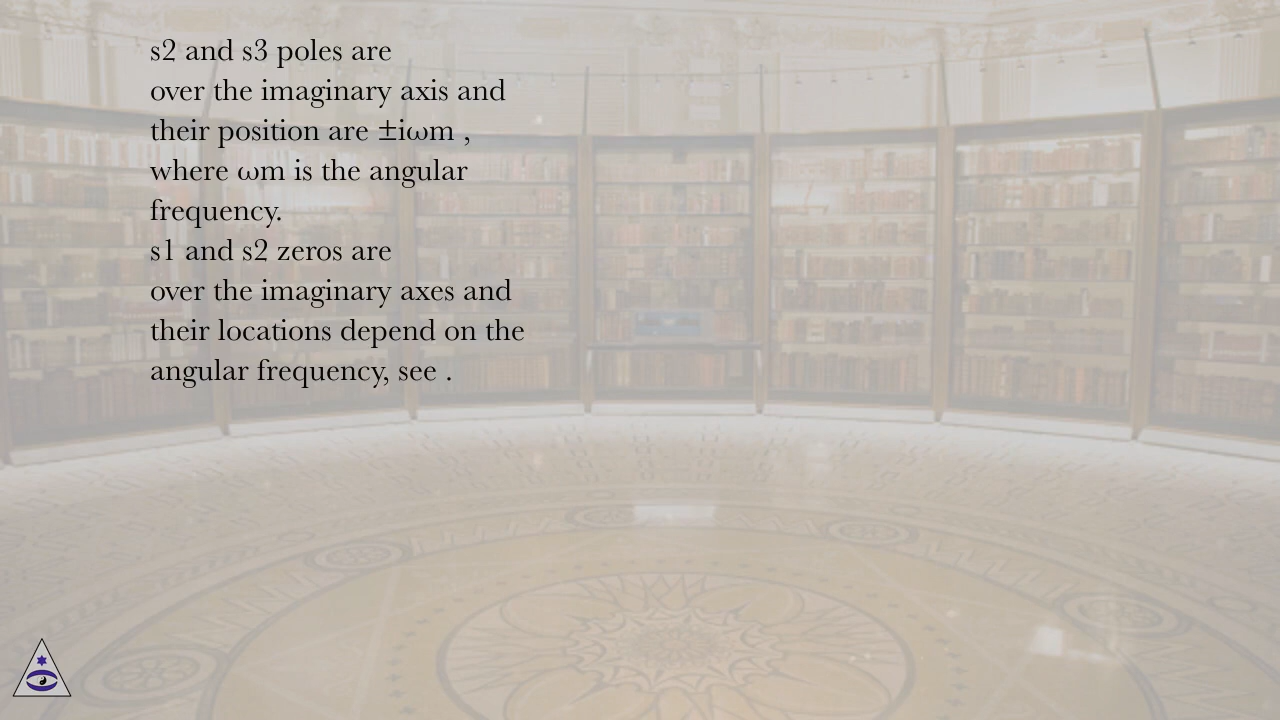 s2 and s3 poles are
over the imaginary axis and
their position are ±iωm ,
where ωm is the angular
frequency.
s1 and s2 zeros are
over the imaginary axes and
their locations depend on the
angular frequency, see .